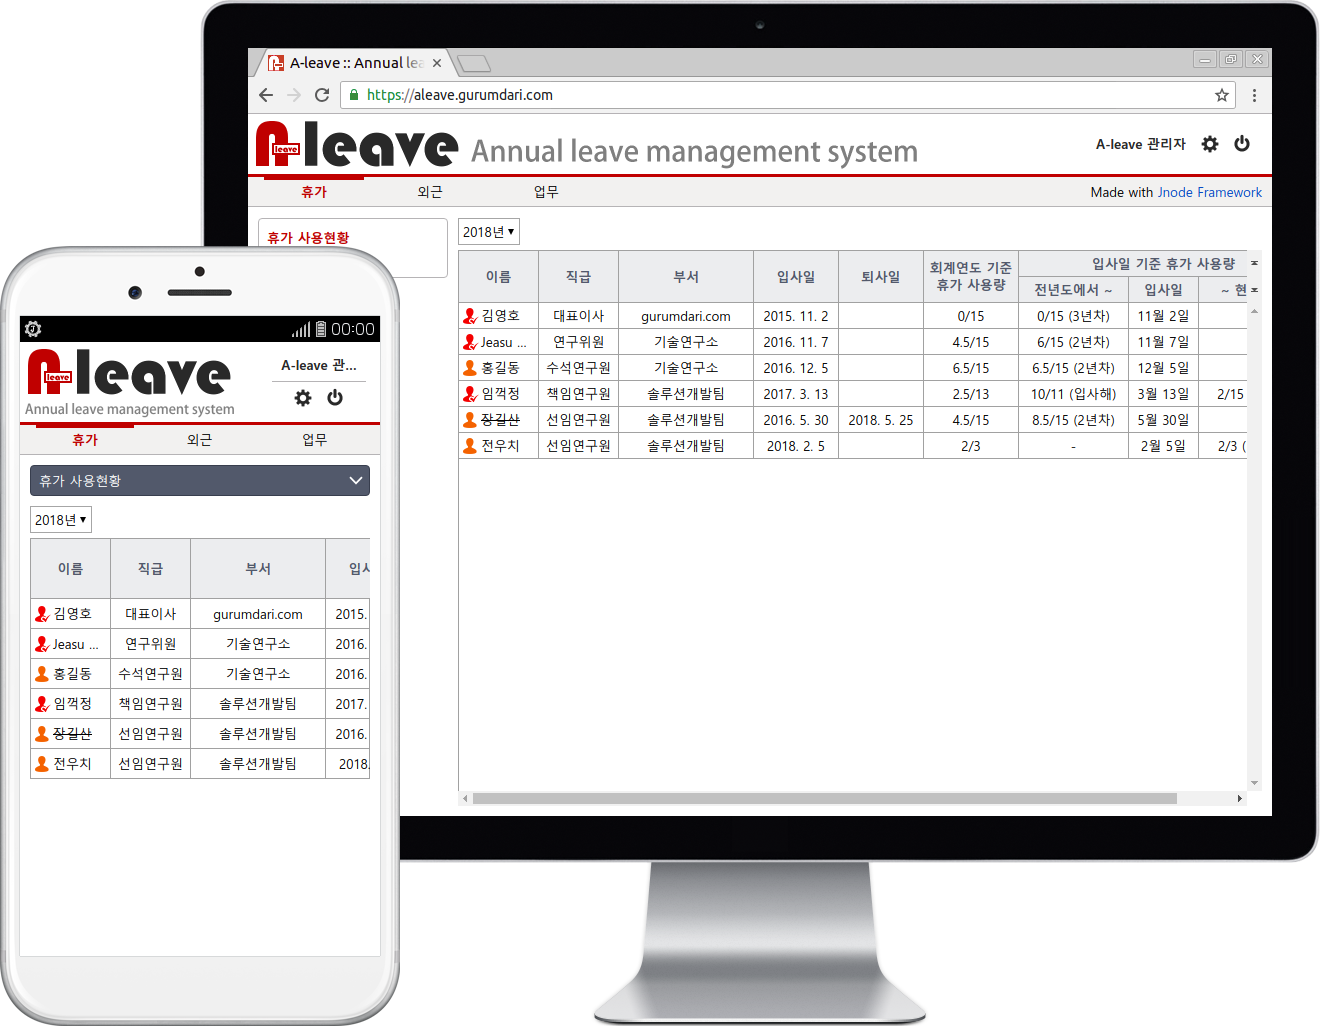 A-leave :: Annual lea
https://aleave.gurumdari.com
A-leave
leave
Annual leave management system
A-leave 관리자
휴가 외근 업무
Made with Jnode Framework
휴가 사용현황
2018년
이름 직급 부서 입사일 퇴사일 회계연도 기준 휴가 사용량 입사일 기준 휴가 사용량
전년도에서 ~ 입사일 ~ 현
김영호 대표이사 gurumdari.com 2015. 11. 2 0/15 0/15 (3년차) 11월 2일
Jeasu ... 연구위원 기술연구소 2016. 11. 7 4.5/15 6/15 (2년차) 11월 7일
홍길동 수석연구원 기술연구소 2016. 12. 5 6.5/15 6.5/15 (2년차) 12월 5일
임꺽정 책임연구원 솔루션개발팀 2017. 3. 13 2.5/13 10/11 (입사해) 3월 13일 2/15
장길산 선임연구원 솔루션개발팀 2016. 5. 30 2018. 5. 25 4.5/15 8.5/15 (2년차) 5월 30일
전우치 선임연구원 솔루션개발팀 2018. 2. 5 2/3 - 2월 5일 2/3 (
00:00
A-leave
leave
Annual leave management system
A-leave 관...
휴가 외근 업무
휴가 사용현황
2018년
이름 직급 부서 입사
김영호 대표이사 gurumdari.com 2015.
Jeasu ... 연구위원 기술연구소 2016.
홍길동 수석연구원 기술연구소 2016.
임꺽정 책임연구원 솔루션개발팀 2017.
장길산 선임연구원 솔루션개발팀 2016.
전우치 선임연구원 솔루션개발팀 2018.